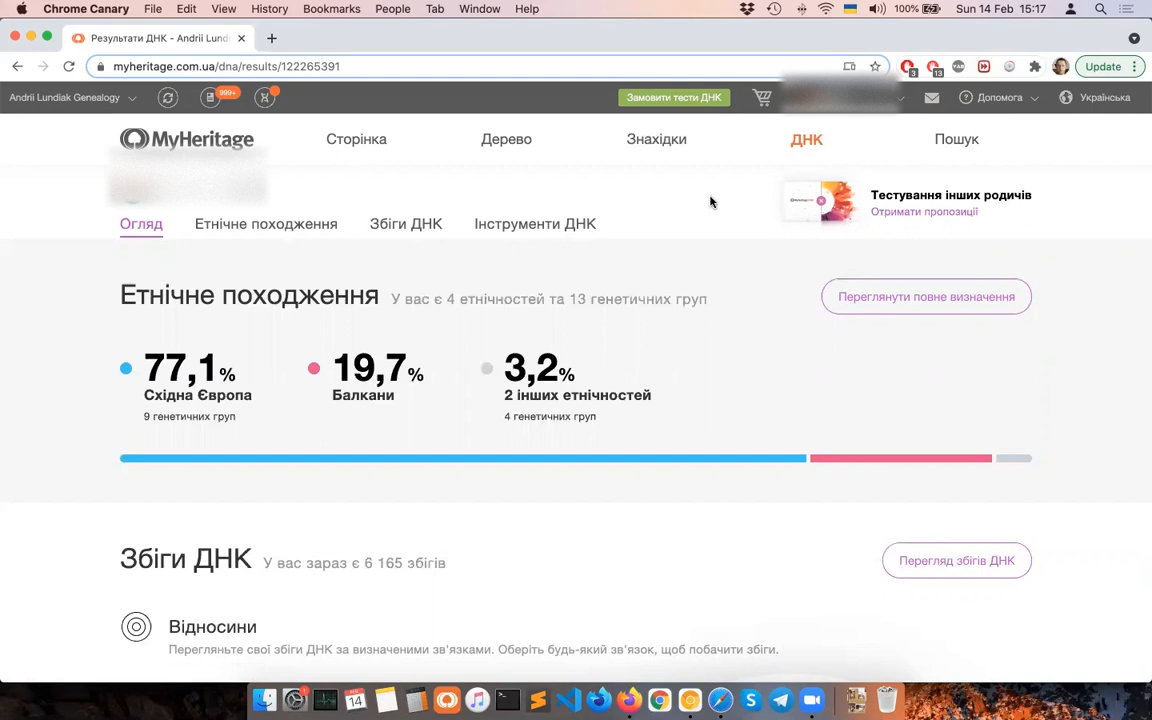 Chrome Canary File Edit View History Bookmarks People Tab Window Help 100% Sun 14 Feb 15:17
Результати ДНК - Andrii Lundi
myheritage.com.ua/dna/results/122265391 3 13 Update
Andrii Lundiak Genealogy 999+ Замовити тести ДНК Допомога Українська
MyHeritage Сторінка Дерево Знахідки ДНК Пошук
Тестування інших родичів
Отримати пропозиції
Огляд Етнічне походження Збіги ДНК Інструменти ДНК
Етнічне походження У вас є 4 етнічностей та 13 генетичних груп Переглянути повне визначення
77,1% 19,7% 3,2%
Східна Європа Балкани 2 інших етнічностей
9 генетичних груп 4 генетичних груп
Збіги ДНК У вас зараз є 6 165 збігів Перегляд збігів ДНК
Відносини
Перегляньте свої збіги ДНК за визначеними зв'язками. Оберіть будь-який зв'язок, щоб побачити збіги.